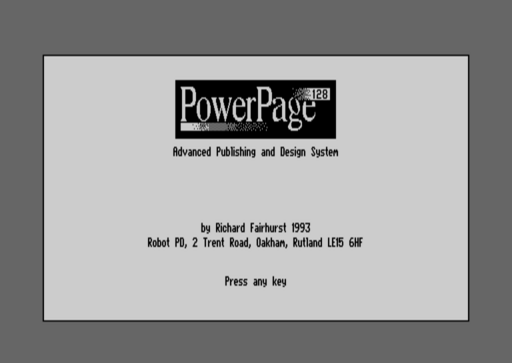 PowerPage 128
Advanced Publishing and Design System
by Richard Fairhurst 1993
Robot PD, 2 Trent Road, Oakham, Rutland LE15 6HF
Press any key